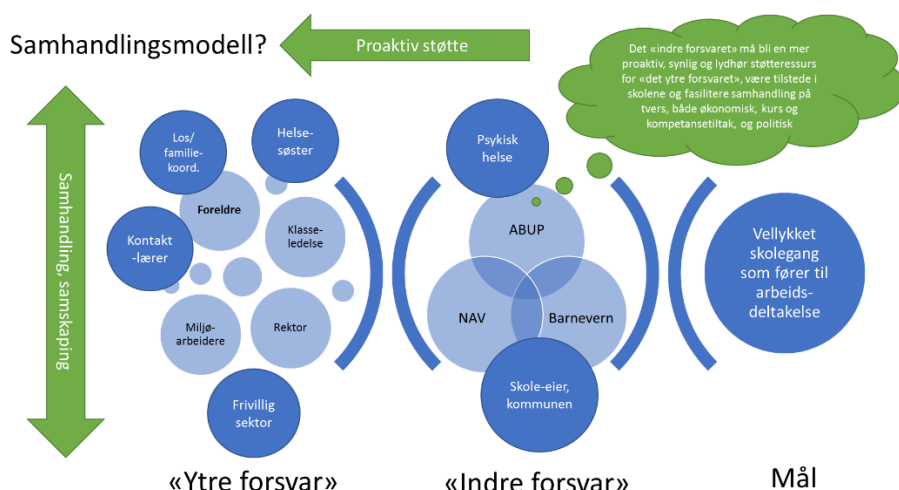 Samhandlingsmodell?
Proaktiv støtte
Det «indre forsvaret» må bli en mer
proaktiv, synlig og lydhør støtteressurs
for «det ytre forsvaret», være tilstede i
skolene og fasilitere samhandling på
tvers, både økonomisk, kurs og
kompetansetiltak, og politisk
Samhandling, samskaping
Los/
familie-
koord.
Helse-
søster
Foreldre
Klasse-
ledelse
Kontakt
-lærer
Miljø-
arbeidere
Rektor
Frivillig
sektor
Psykisk
helse
ABUP
NAV
Barnevern
Skole-eier,
kommunen
Vellykket
skolegang
som fører til
arbeids-
deltakelse
«Ytre forsvar»
«Indre forsvar»
Mål